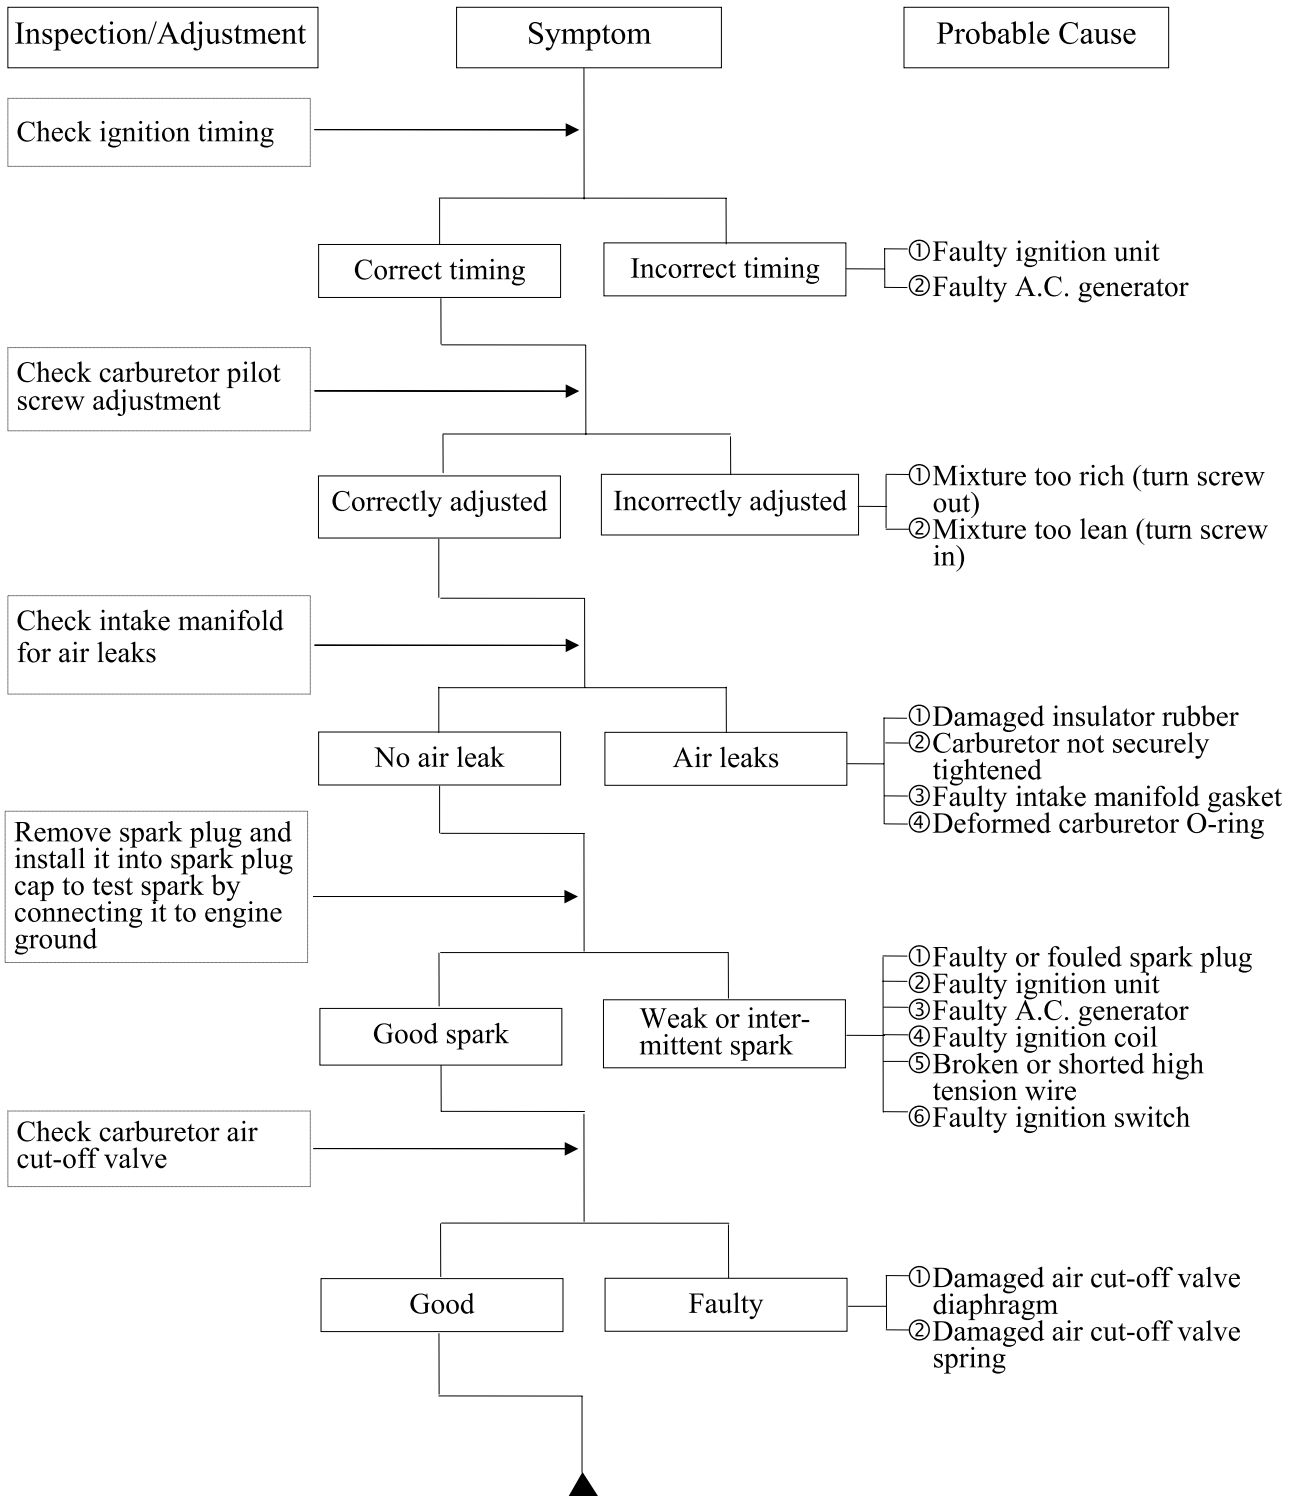 Inspection/Adjustment
Symptom
Probable Cause
Check ignition timing
Correct timing
Incorrect timing
①Faulty ignition unit
②Faulty A.C. generator
Check carburetor pilot
screw adjustment
Correctly adjusted
Incorrectly adjusted
①Mixture too rich (turn screw
out)
②Mixture too lean (turn screw
in)
Check intake manifold
for air leaks
No air leak
Air leaks
①Damaged insulator rubber
②Carburetor not securely
tightened
③Faulty intake manifold gasket
④Deformed carburetor O-ring
Remove spark plug and
install it into spark plug
cap to test spark by
connecting it to engine
ground
Good spark
Weak or inter-
mittent spark
①Faulty or fouled spark plug
②Faulty ignition unit
③Faulty A.C. generator
④Faulty ignition coil
⑤Broken or shorted high
tension wire
⑥Faulty ignition switch
Check carburetor air
cut-off valve
Good
Faulty
①Damaged air cut-off valve
diaphragm
②Damaged air cut-off valve
spring